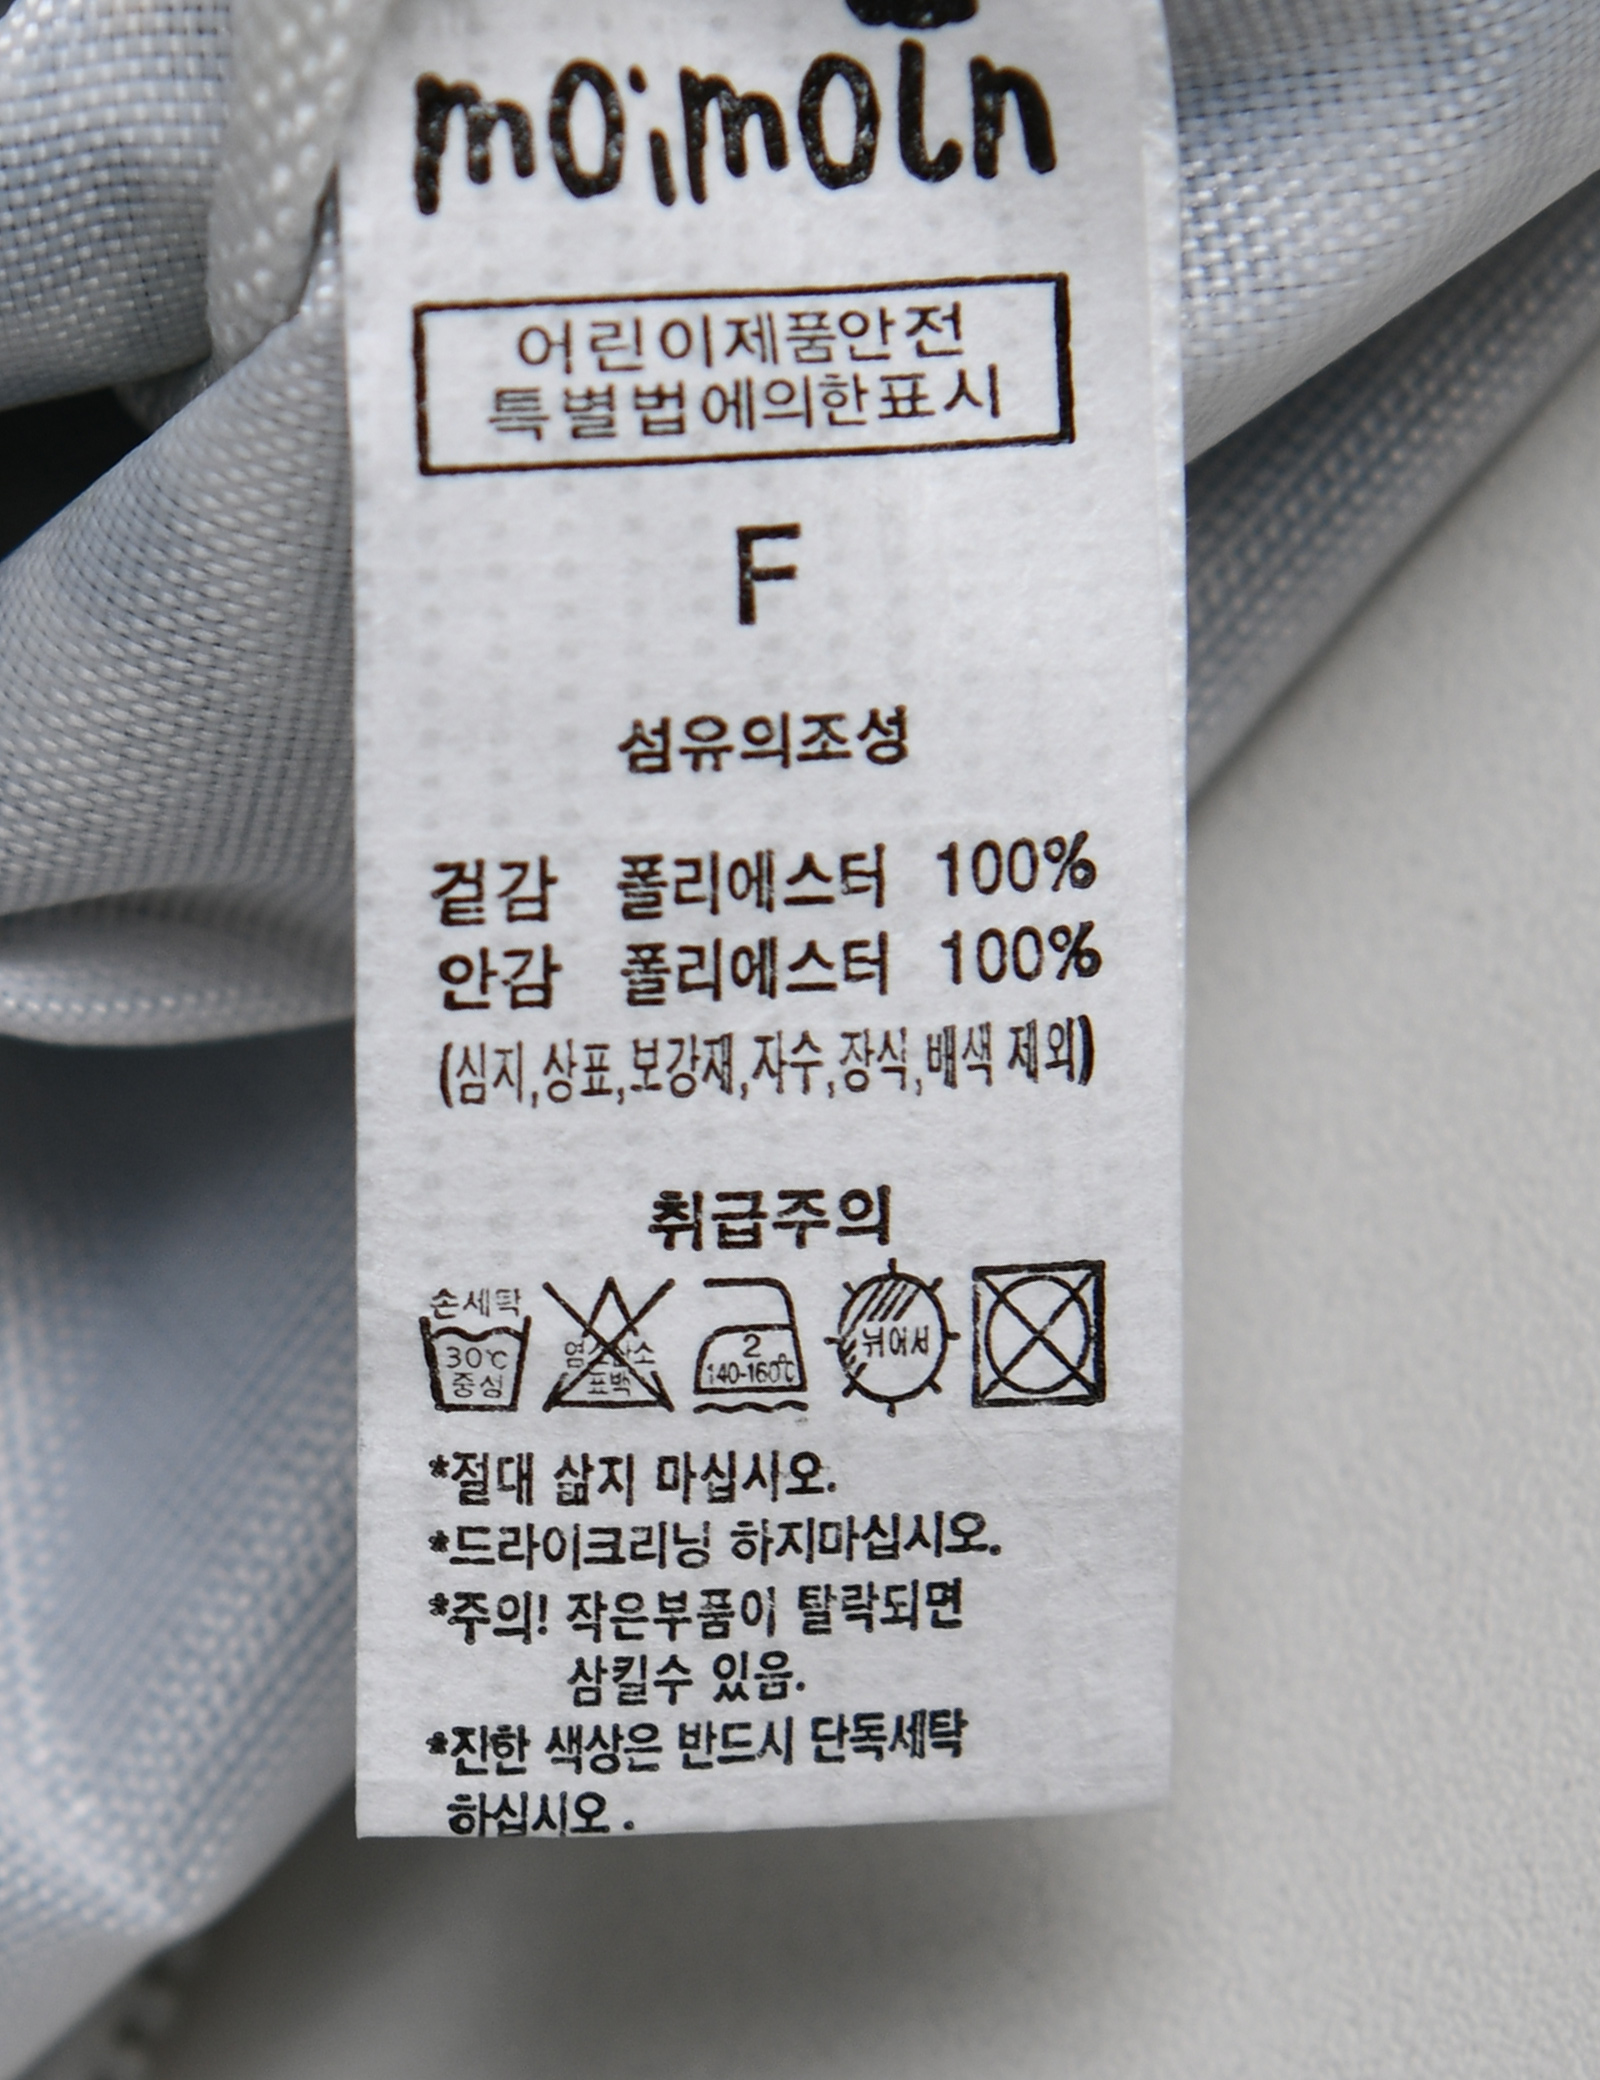 moimoln
어린이제품안전
특별법에의한표시
F
섬유의조성
겉감 폴리에스터 100%
안감 폴리에스터 100%
(심지,상표,보강재,자수,장식,배색 제외)
취급주의
손세탁
30℃
중성
염소산소
표백
2
140-160℃
뉘어서
*절대 삶지 마십시오.
*드라이크리닝 하지마십시오.
*주의! 작은부품이 탈락되면
삼킬수 있음.
*진한 색상은 반드시 단독세탁
하십시오.